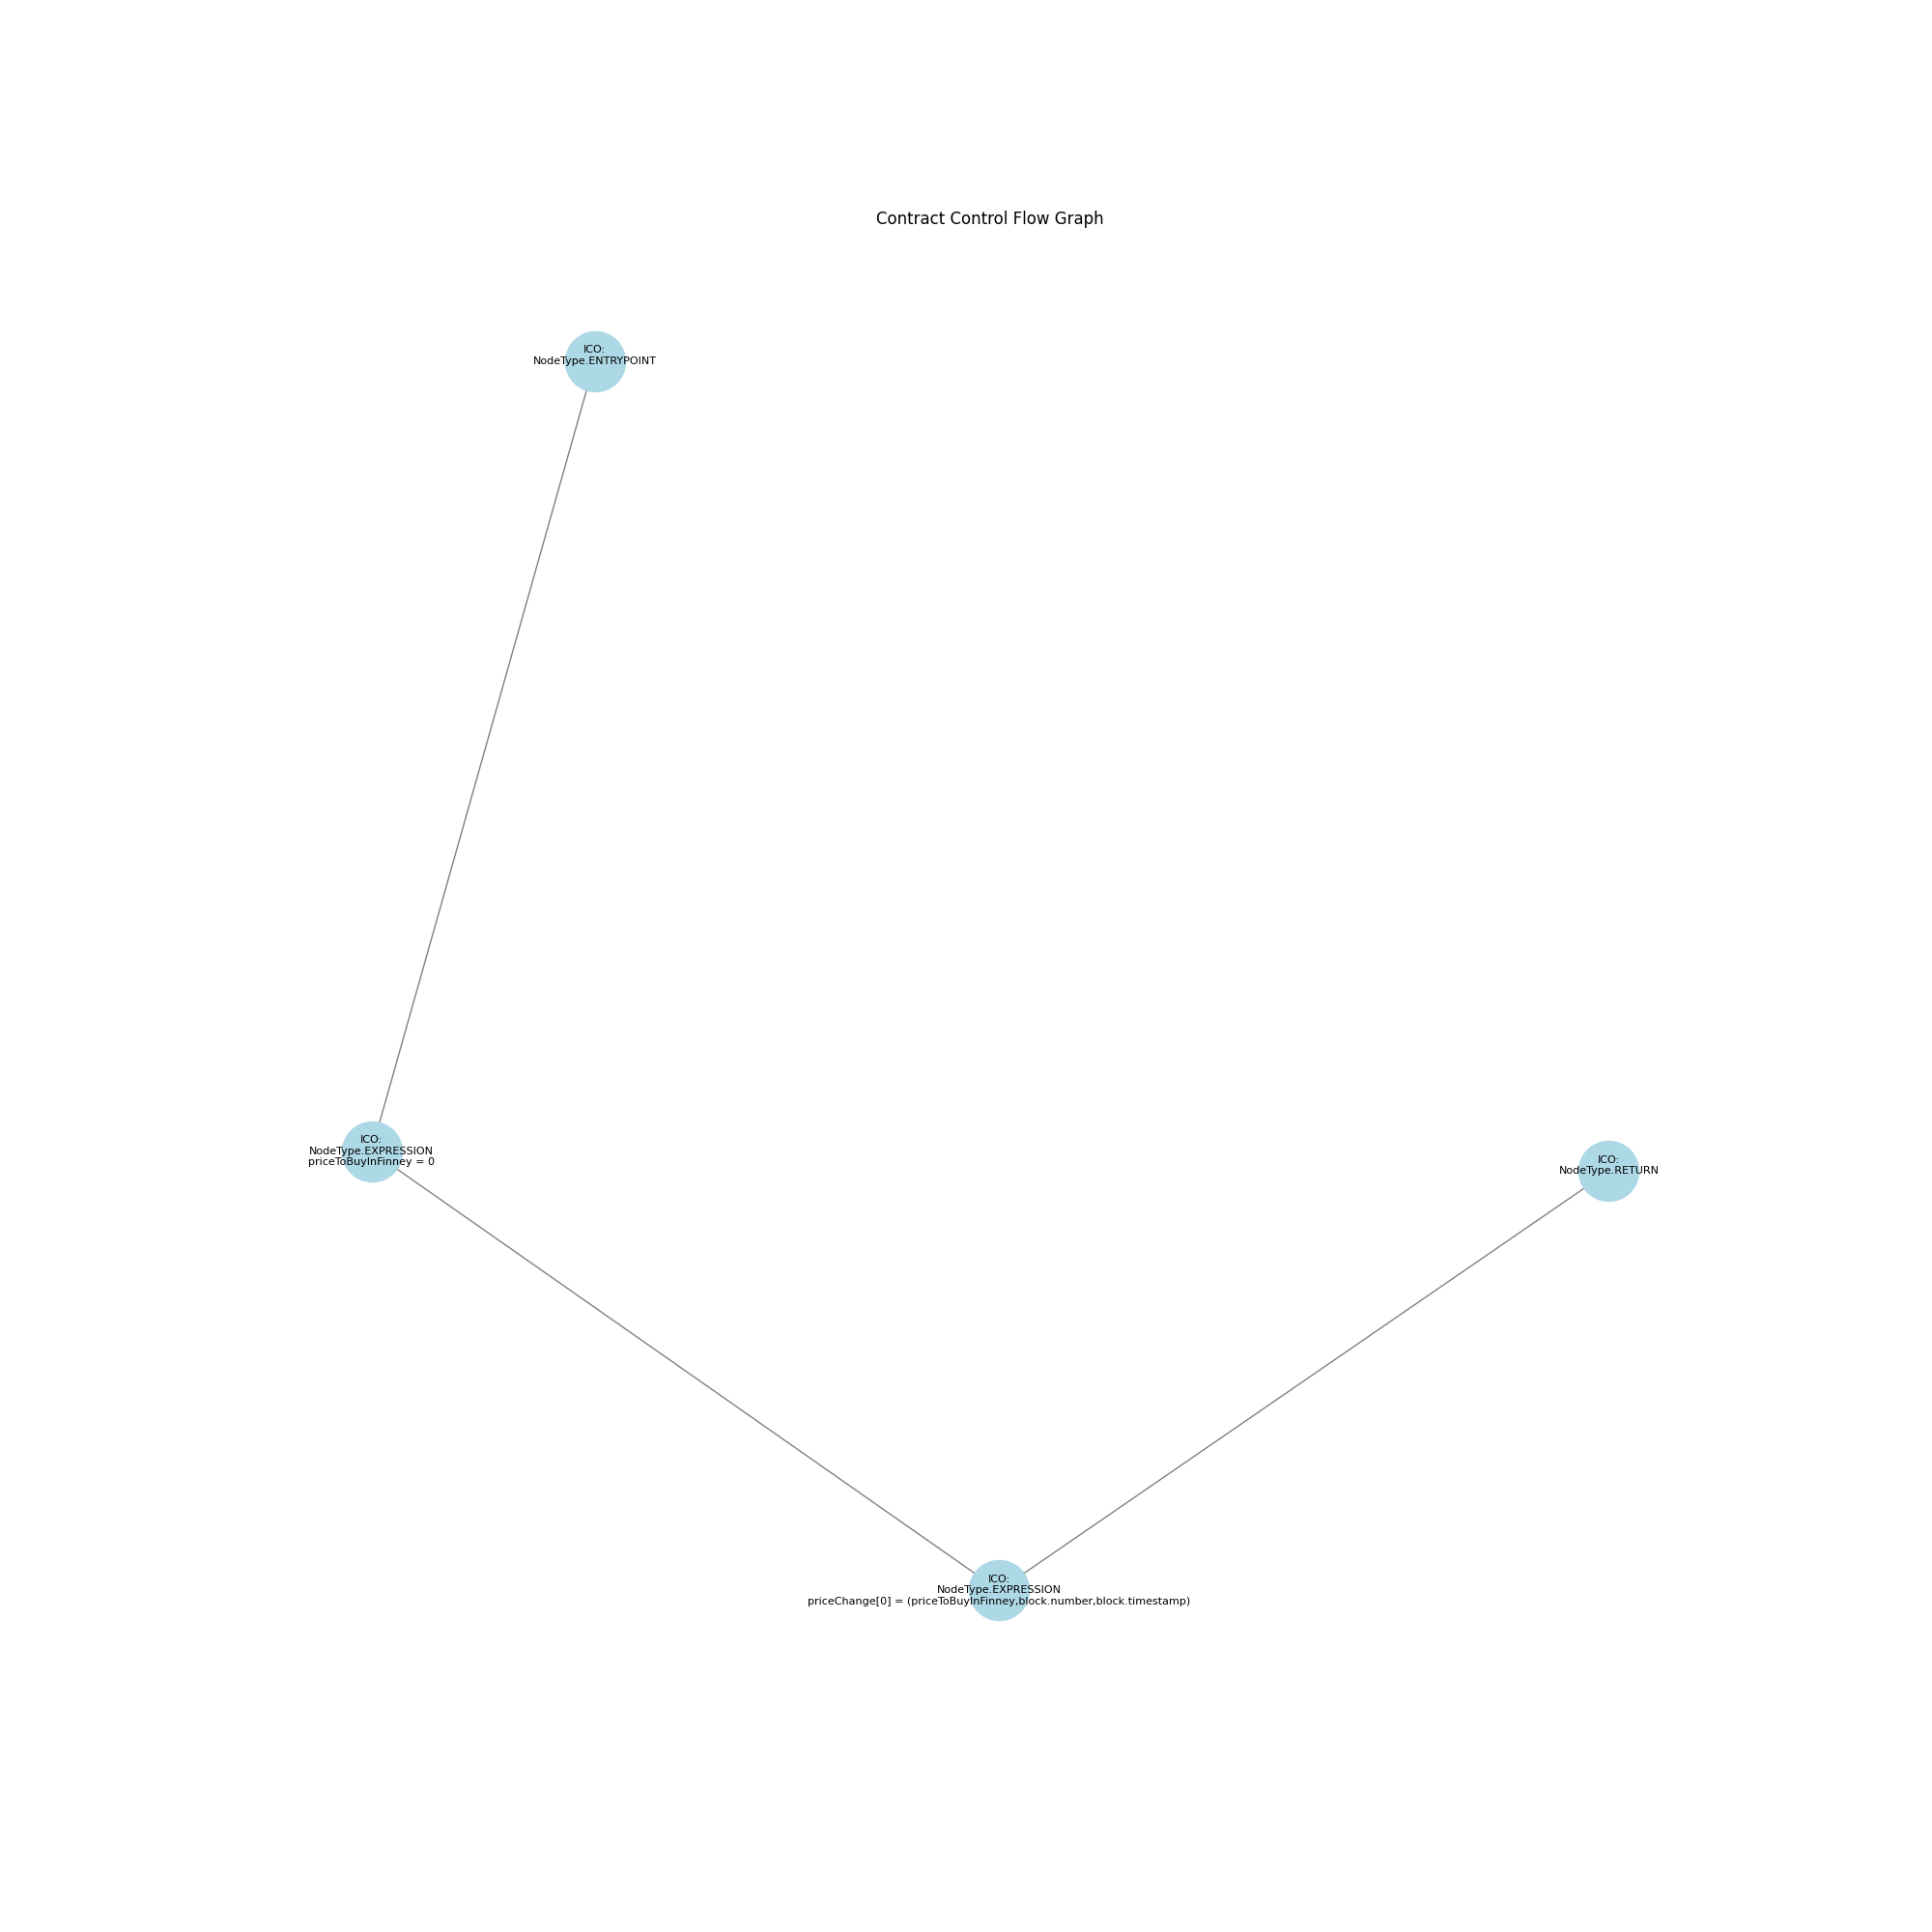 Contract Control Flow Graph
ICO:
NodeType.ENTRYPOINT
ICO:
NodeType.EXPRESSION
priceToBuyInFinney = 0
ICO:
NodeType.RETURN
ICO:
NodeType.EXPRESSION
priceChange[0] = (priceToBuyInFinney,block.number,block.timestamp)